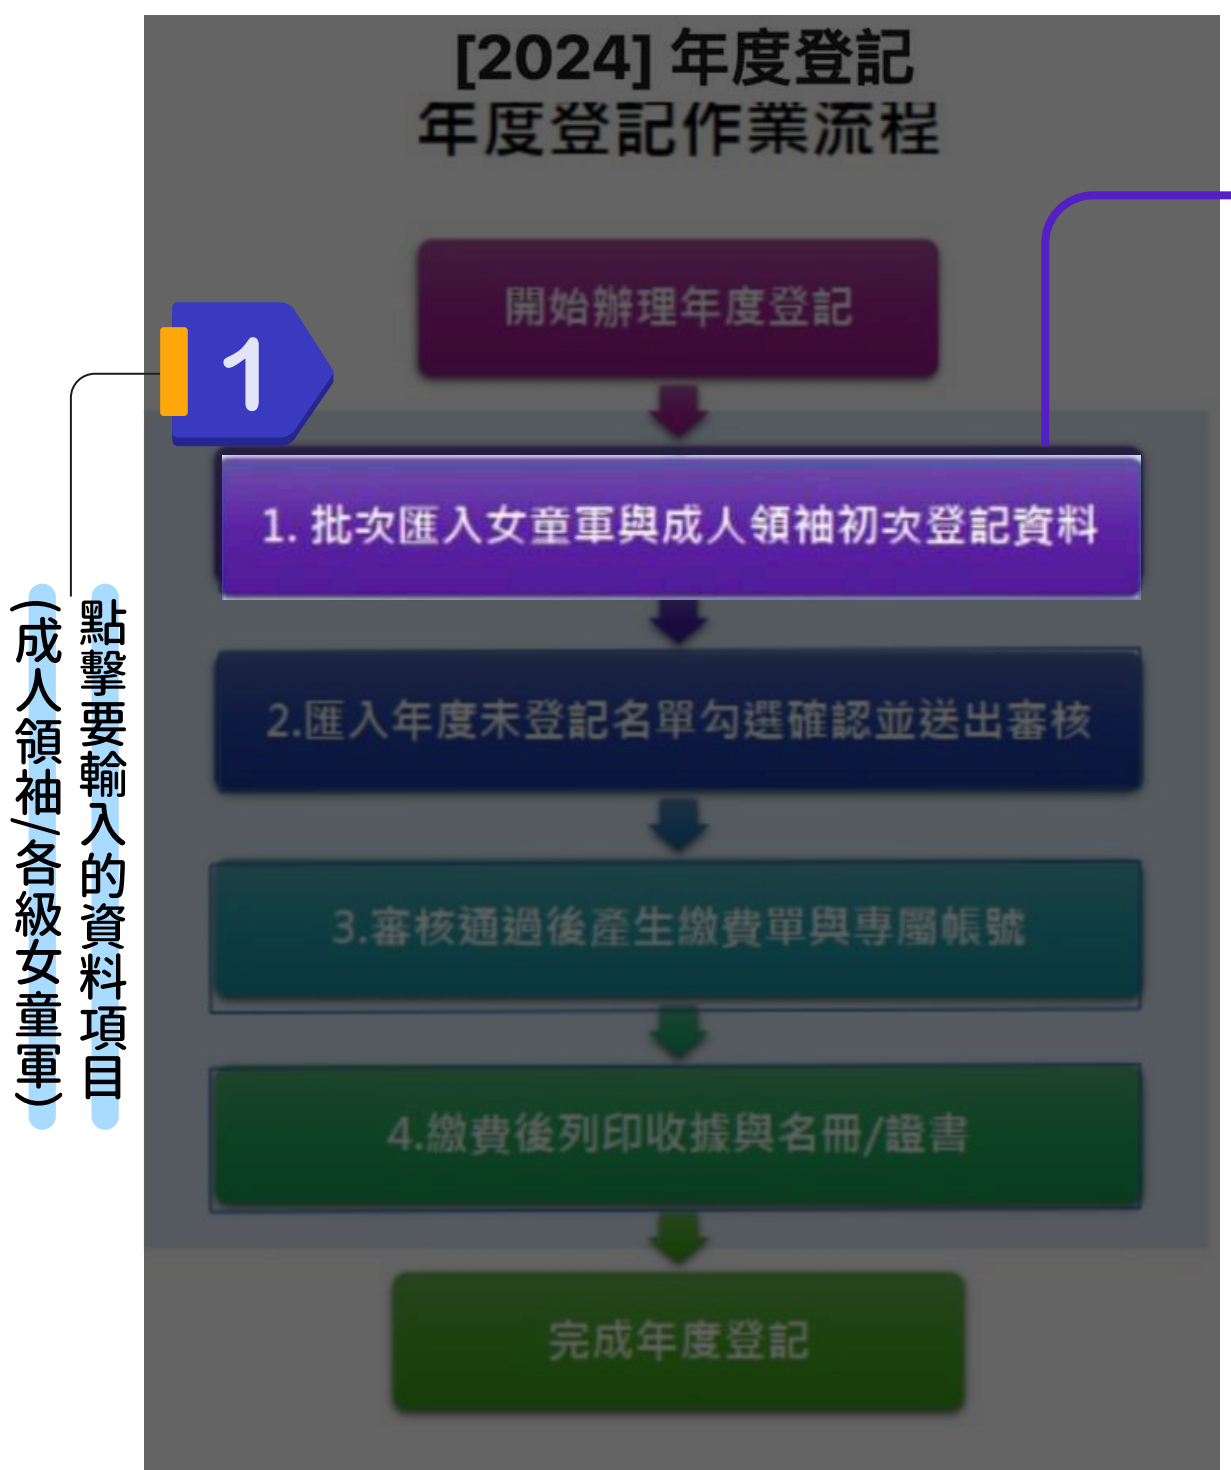 [2024] 年度登記
年度登記作業流程
開始辦理年度登記
1
1. 批次匯入女童軍與成人領袖初次登記資料
2.匯入年度未登記名單勾選確認並送出審核
3.審核通過後產生繳費單與專屬帳號
4.繳費後列印收據與名冊/證書
完成年度登記
點擊要輸入的資料項目
(成人領袖/各級女童軍)